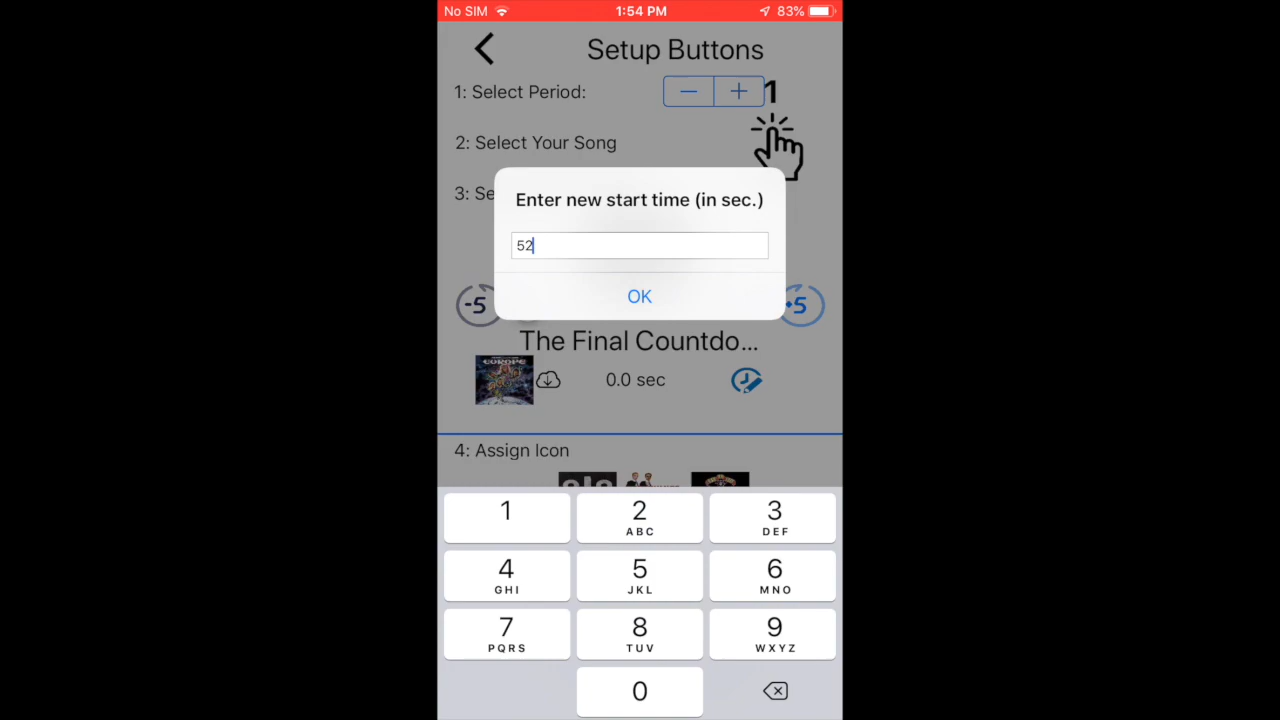 No SIM 1:54 PM 83%
Setup Buttons
1: Select Period: − + 1
2: Select Your Song
3: Se
Enter new start time (in sec.)
52
OK
-5 +5
The Final Countdo...
EUROPE
0.0 sec
4: Assign Icon
1 2 3
ABC DEF
4 5 6
GHI JKL MNO
7 8 9
PQRS TUV WXYZ
0